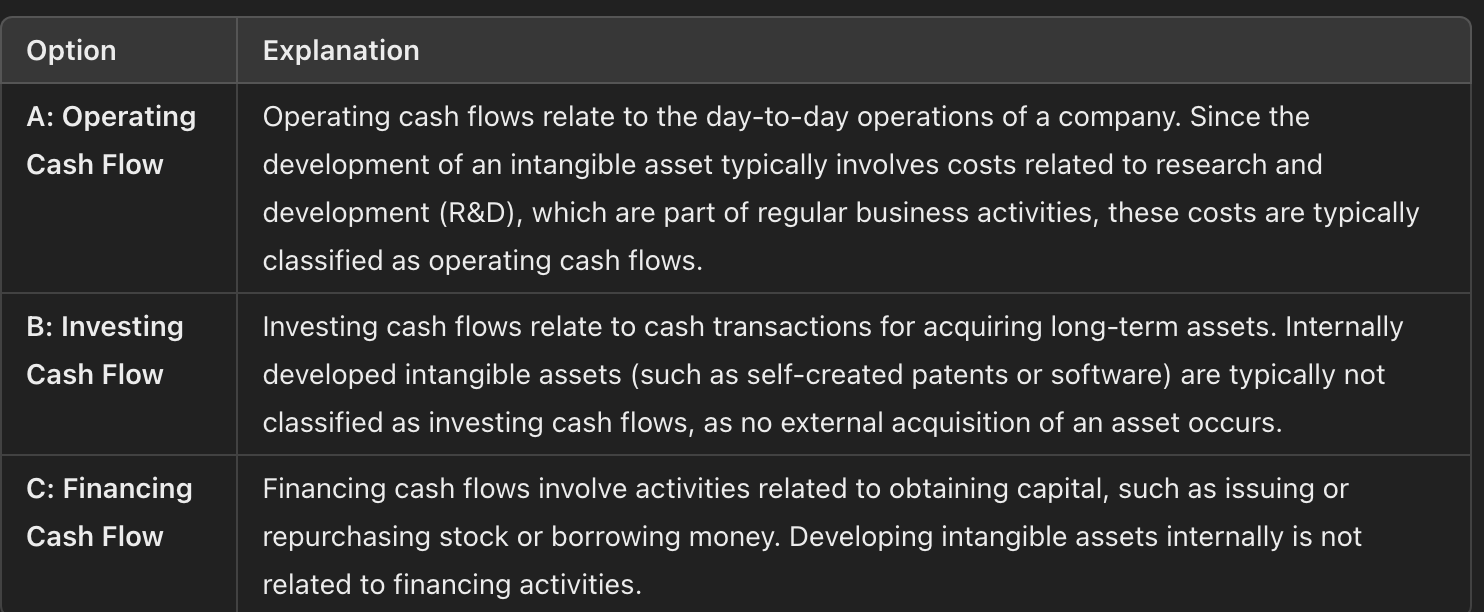 Option
Explanation
A: Operating
Cash Flow
Operating cash flows relate to the day-to-day operations of a company. Since the
development of an intangible asset typically involves costs related to research and
development (R&D), which are part of regular business activities, these costs are typically
classified as operating cash flows.
B: Investing
Cash Flow
Investing cash flows relate to cash transactions for acquiring long-term assets. Internally
developed intangible assets (such as self-created patents or software) are typically not
classified as investing cash flows, as no external acquisition of an asset occurs.
C: Financing
Cash Flow
Financing cash flows involve activities related to obtaining capital, such as issuing or
repurchasing stock or borrowing money. Developing intangible assets internally is not
related to financing activities.